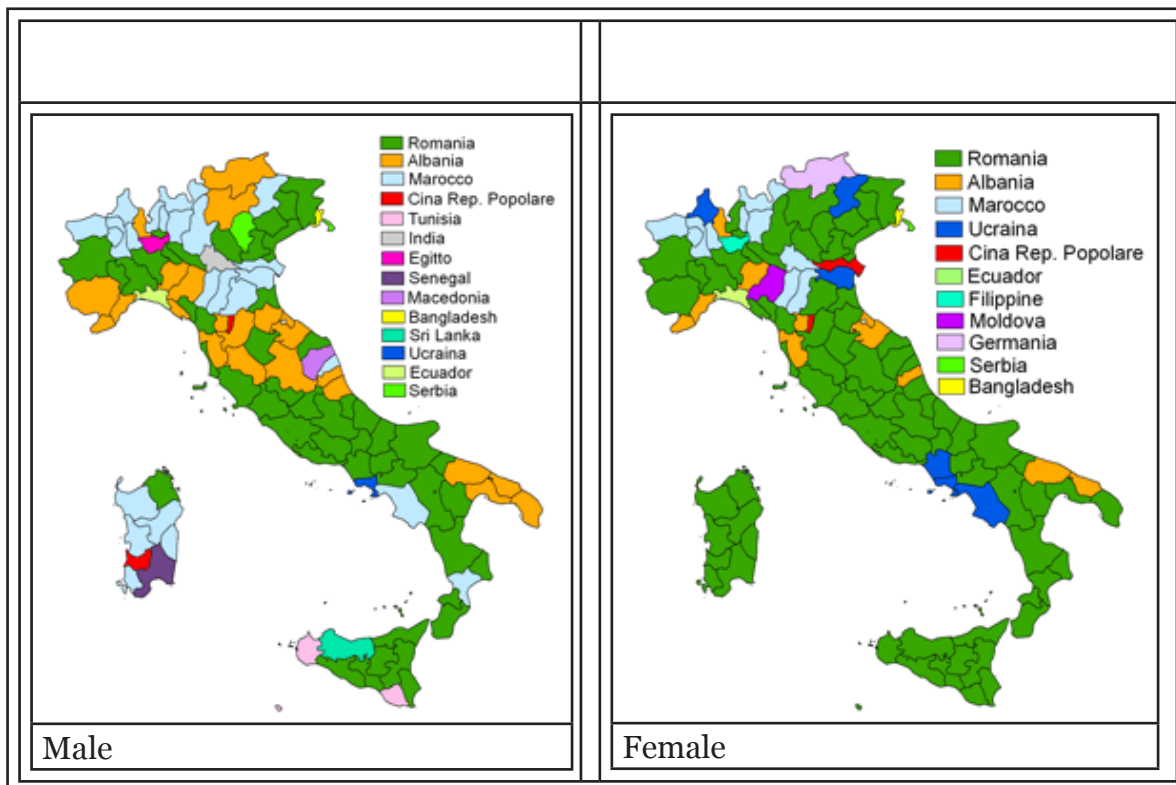 Romania
Albania
Marocco
Cina Rep. Popolare
Tunisia
India
Egitto
Senegal
Macedonia
Bangladesh
Sri Lanka
Ucraina
Ecuador
Serbia
Male
Romania
Albania
Marocco
Ucraina
Cina Rep. Popolare
Ecuador
Filippine
Moldova
Germania
Serbia
Bangladesh
Female